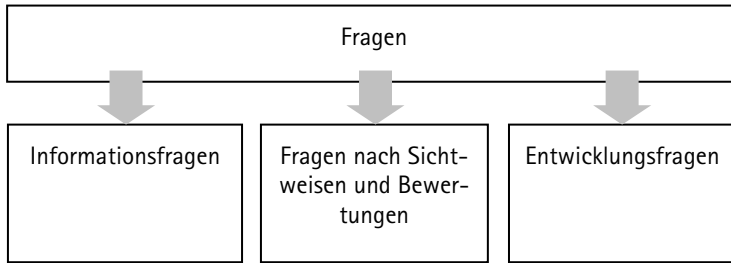 Fragen
Informationsfragen
Fragen nach Sicht-
weisen und Bewer-
tungen
Entwicklungsfragen